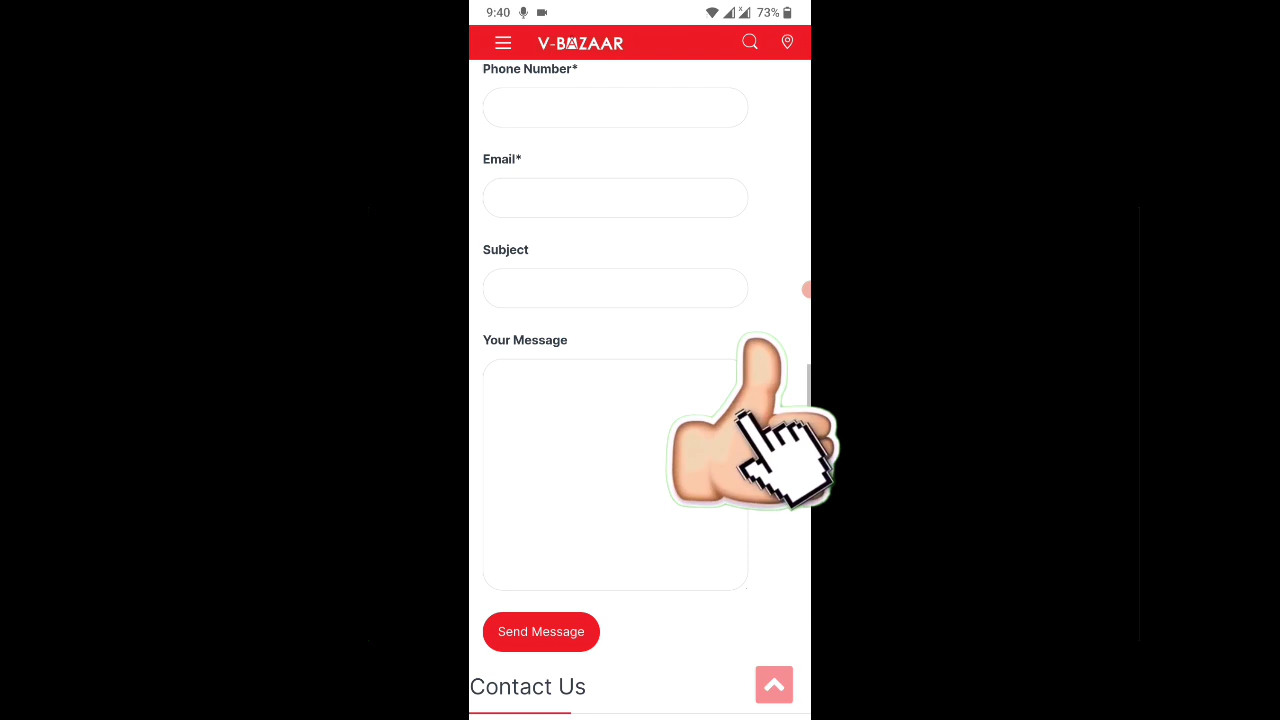 9:40
73%
V-BAZAAR
Phone Number*
Email*
Subject
Your Message
Send Message
Contact Us